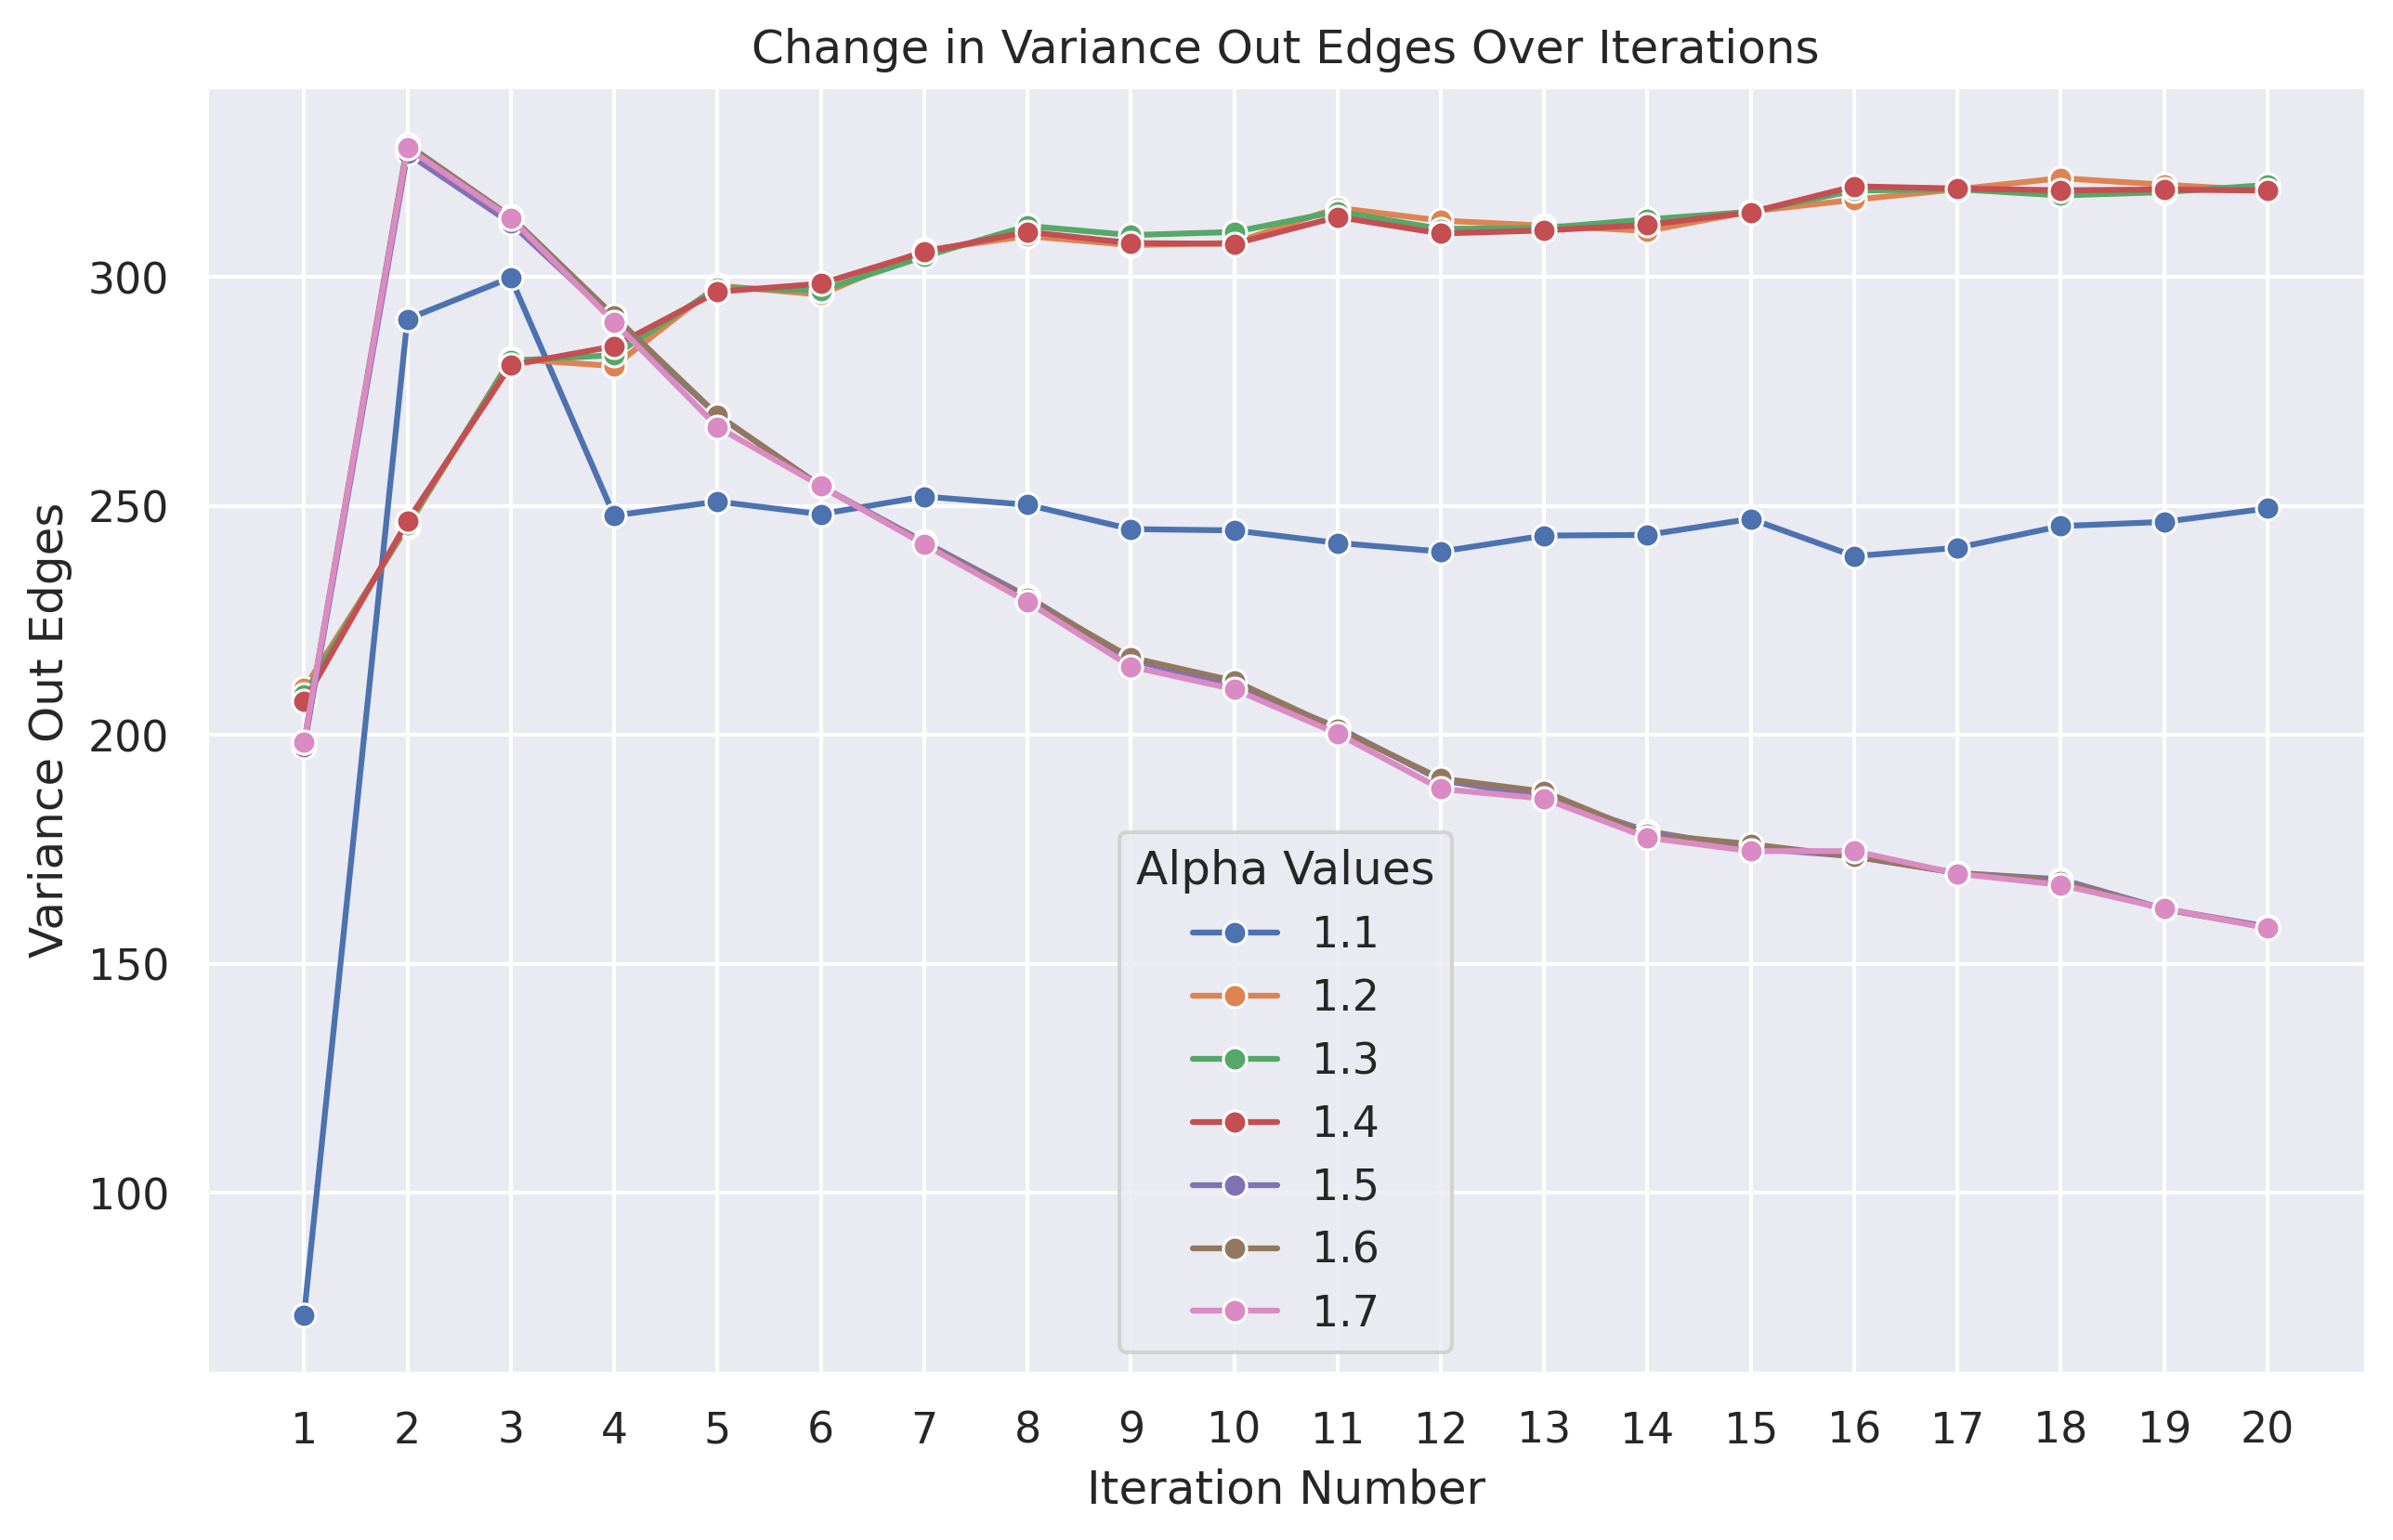 Change in Variance Out Edges Over Iterations
Variance Out Edges
300
250
200
150
100
Alpha Values
1.1
1.2
1.3
1.4
1.5
1.6
1.7
1 2 3 4 5 6 7 8 9 10 11 12 13 14 15 16 17 18 19 20
Iteration Number